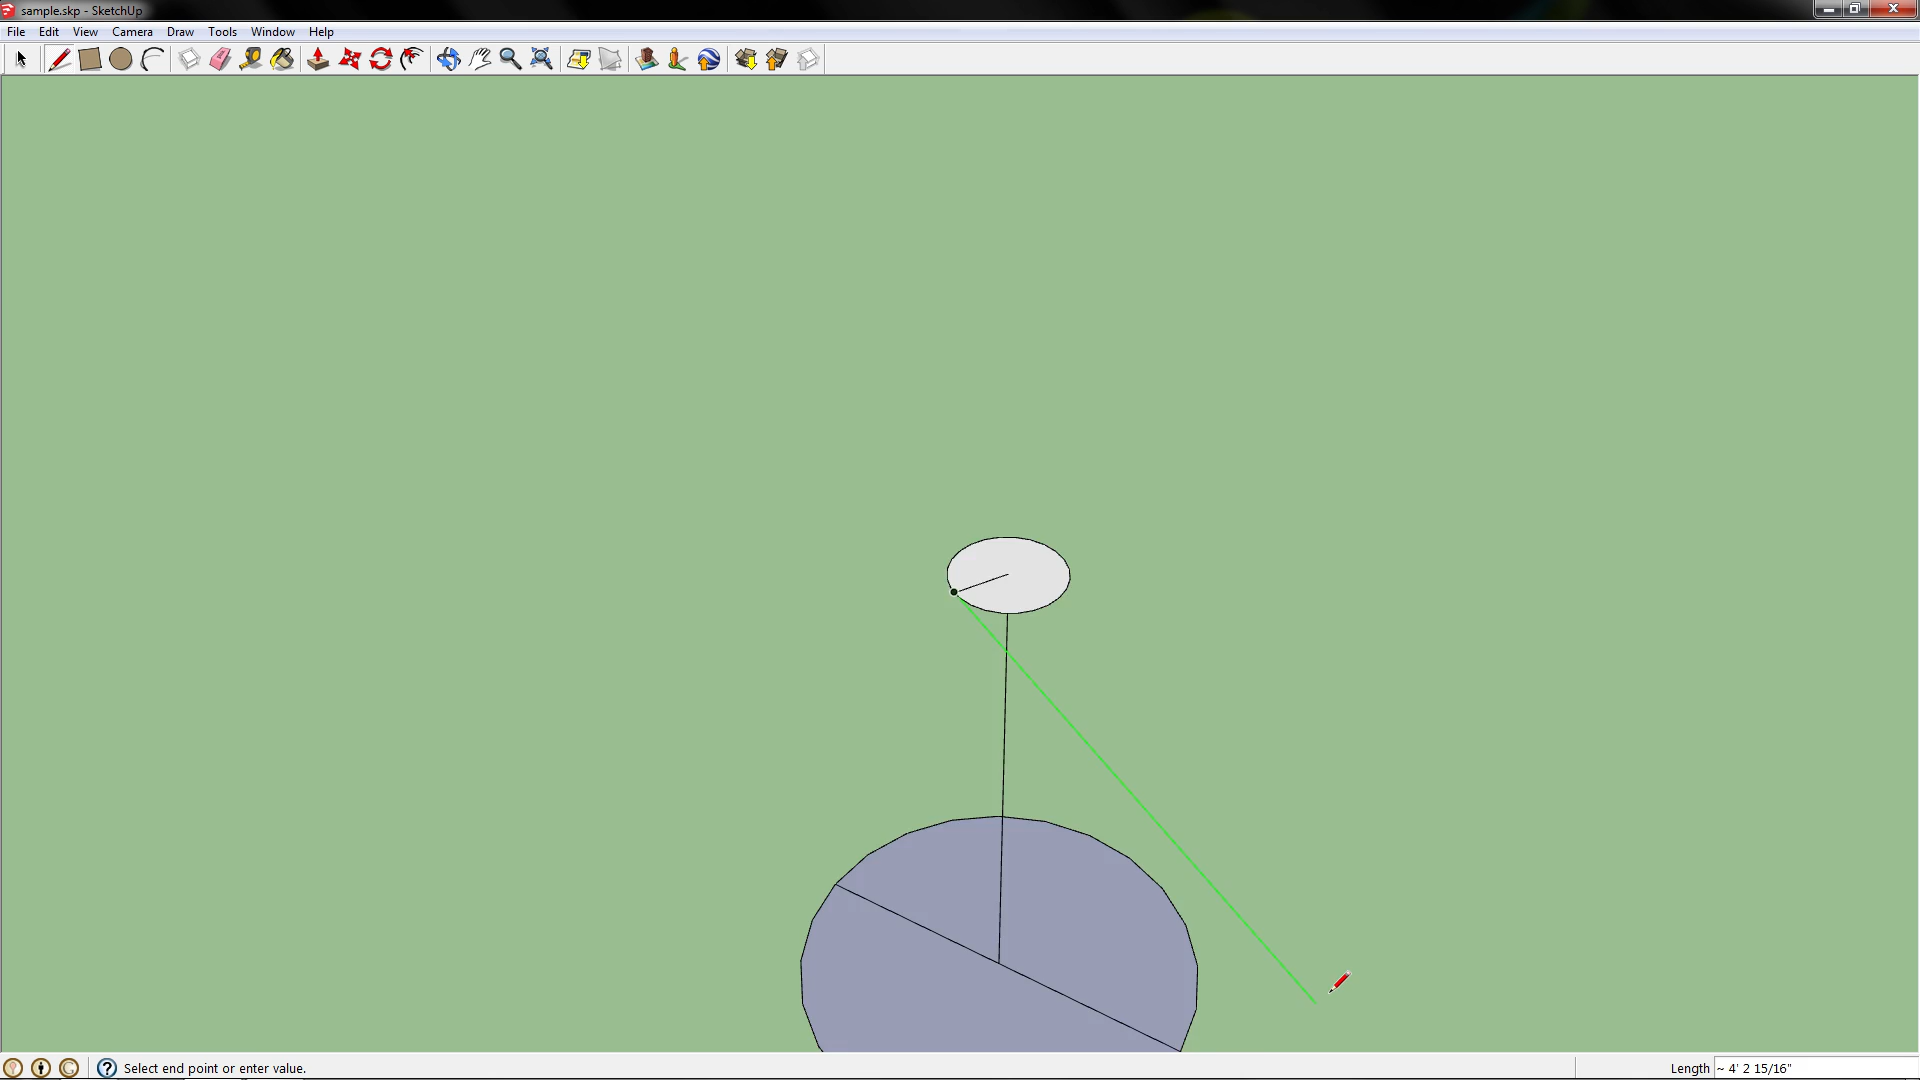 sample.skp - SketchUp
File Edit View Camera Draw Tools Window Help
Select end point or enter value.
Length ~ 4' 2 15/16"